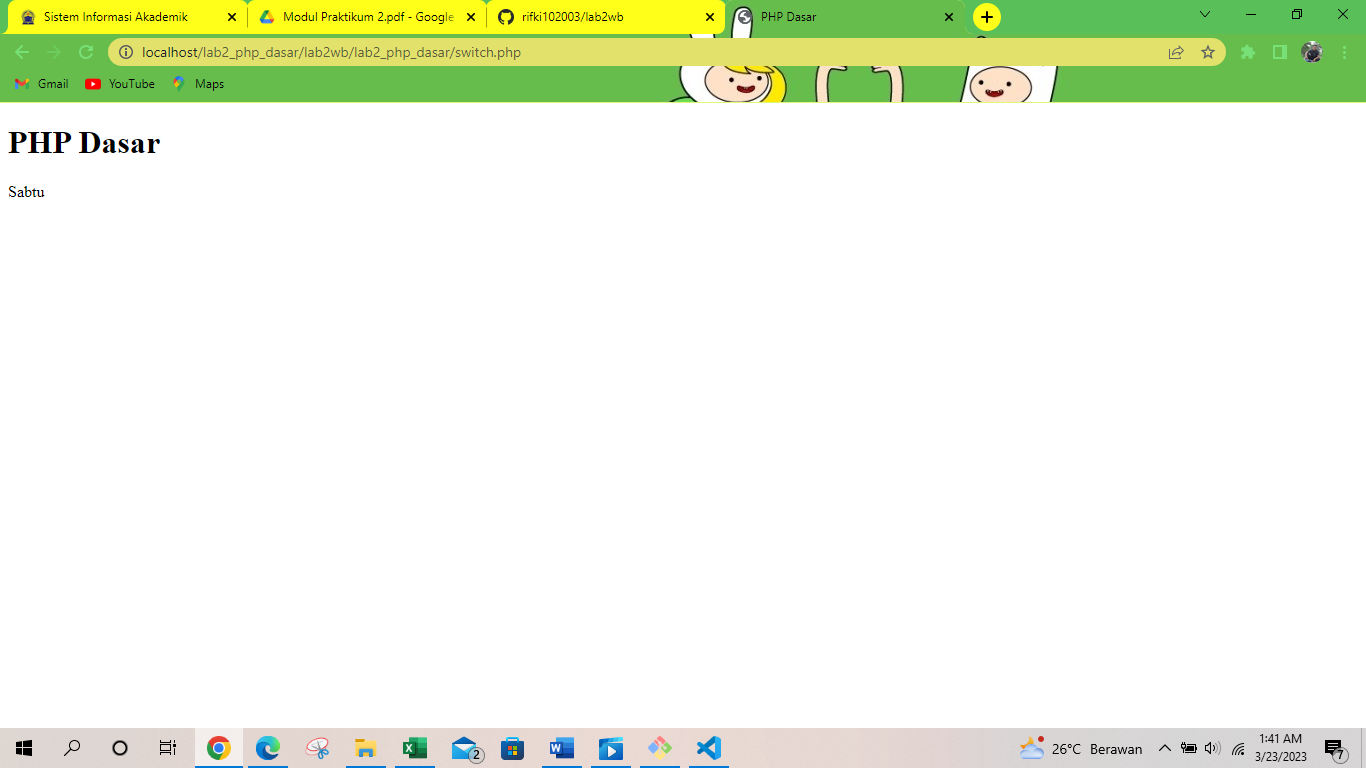 Sistem Informasi Akademik
Modul Praktikum 2.pdf - Google
rifki102003/lab2wb
PHP Dasar
localhost/lab2_php_dasar/lab2wb/lab2_php_dasar/switch.php
Gmail
YouTube
Maps
PHP Dasar
Sabtu
2
26°C Berawan
1:41 AM
3/23/2023
7